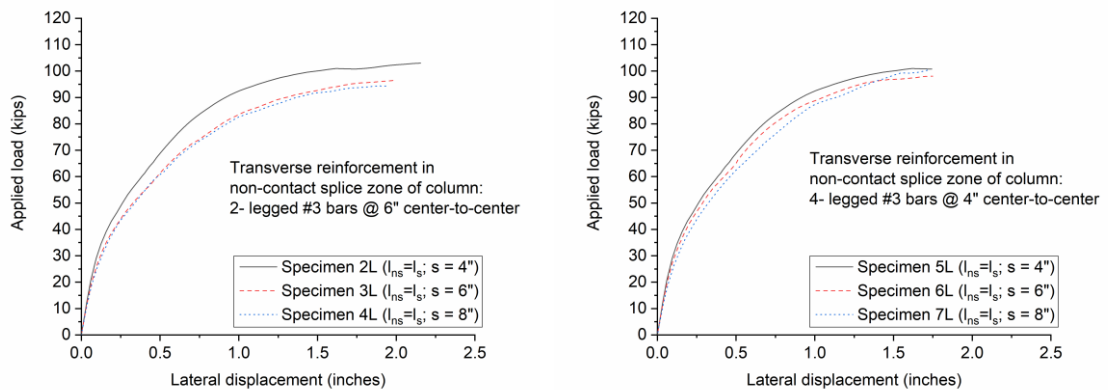 120
110
100
90
80
70
60
50
40
30
20
10
0
Applied load (kips)
Transverse reinforcement in
non-contact splice zone of column:
2- legged #3 bars @ 6" center-to-center
Specimen 2L (lns=ls; s = 4")
Specimen 3L (lns=ls; s = 6")
Specimen 4L (lns=ls; s = 8")
0.0 0.5 1.0 1.5 2.0 2.5
Lateral displacement (inches)
120
110
100
90
80
70
60
50
40
30
20
10
0
Applied load (kips)
Transverse reinforcement in
non-contact splice zone of column:
4- legged #3 bars @ 4" center-to-center
Specimen 5L (lns=ls; s = 4")
Specimen 6L (lns=ls; s = 6")
Specimen 7L (lns=ls; s = 8")
0.0 0.5 1.0 1.5 2.0 2.5
Lateral displacement (inches)